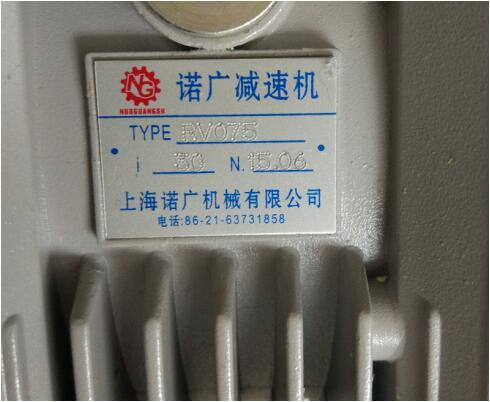 NG
诺广减速机
NUOGUANGSH
TYPE RV075
i 30 N. 15.06
上海诺广机械有限公司
电话:86-21-63731858